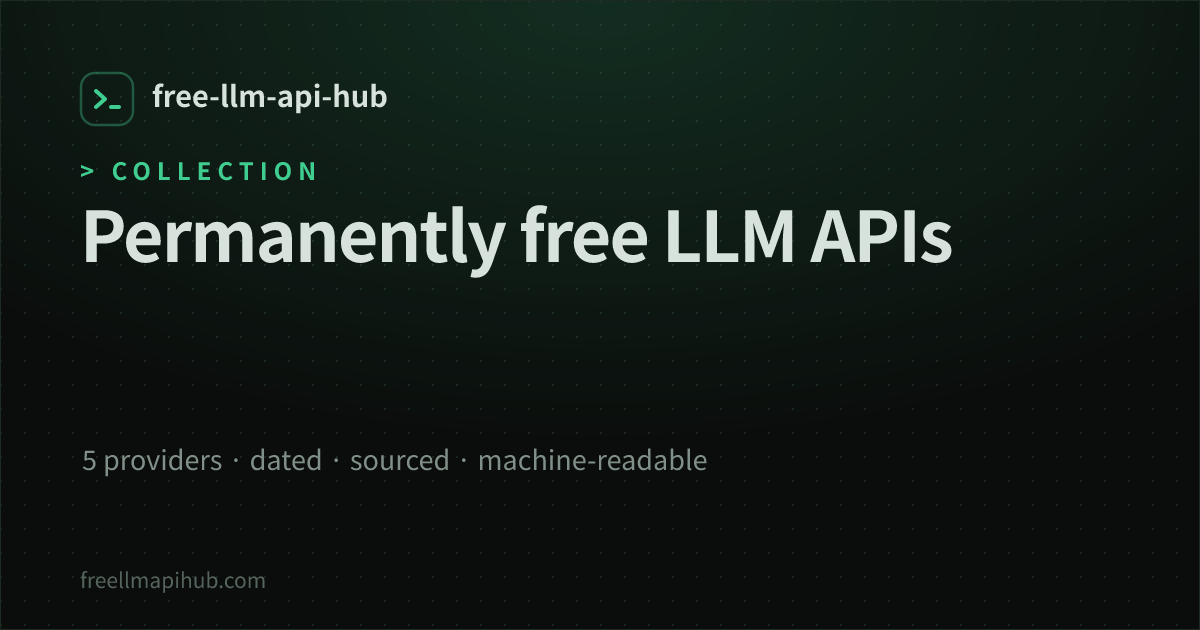 free-llm-api-hub
> COLLECTION
Permanently free LLM APIs
5 providers · dated · sourced · machine-readable
freellmapihub.com